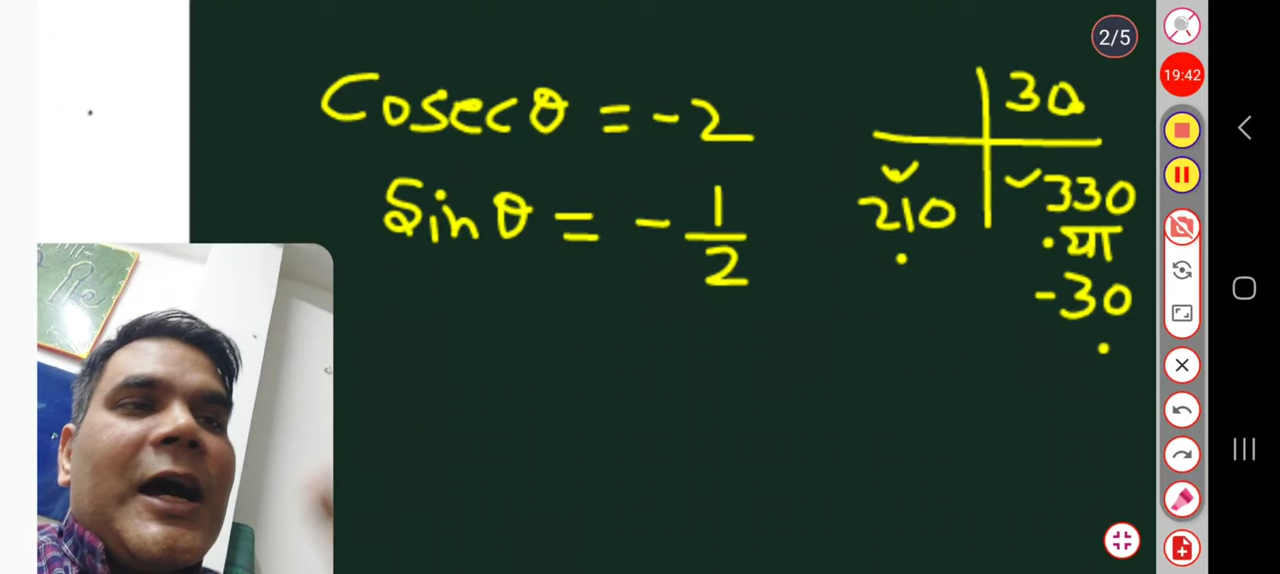 Cosecθ = -2
Sinθ = - 1/2
30
210
330
या
-30
2/5
19:42